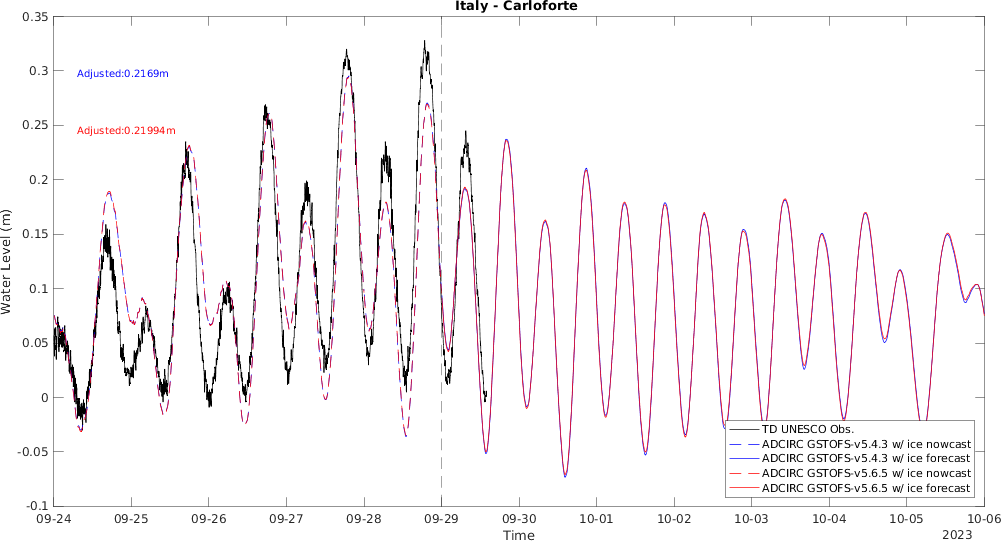 Italy - Carloforte
0.35
0.3
0.25
0.2
0.15
0.1
0.05
0
-0.05
-0.1
Water Level (m)
Adjusted:0.2169m
Adjusted:0.21994m
TD UNESCO Obs.
ADCIRC GSTOFS-v5.4.3 w/ ice nowcast
ADCIRC GSTOFS-v5.4.3 w/ ice forecast
ADCIRC GSTOFS-v5.6.5 w/ ice nowcast
ADCIRC GSTOFS-v5.6.5 w/ ice forecast
09-24 09-25 09-26 09-27 09-28 09-29 09-30 10-01 10-02 10-03 10-04 10-05 10-06
Time
2023